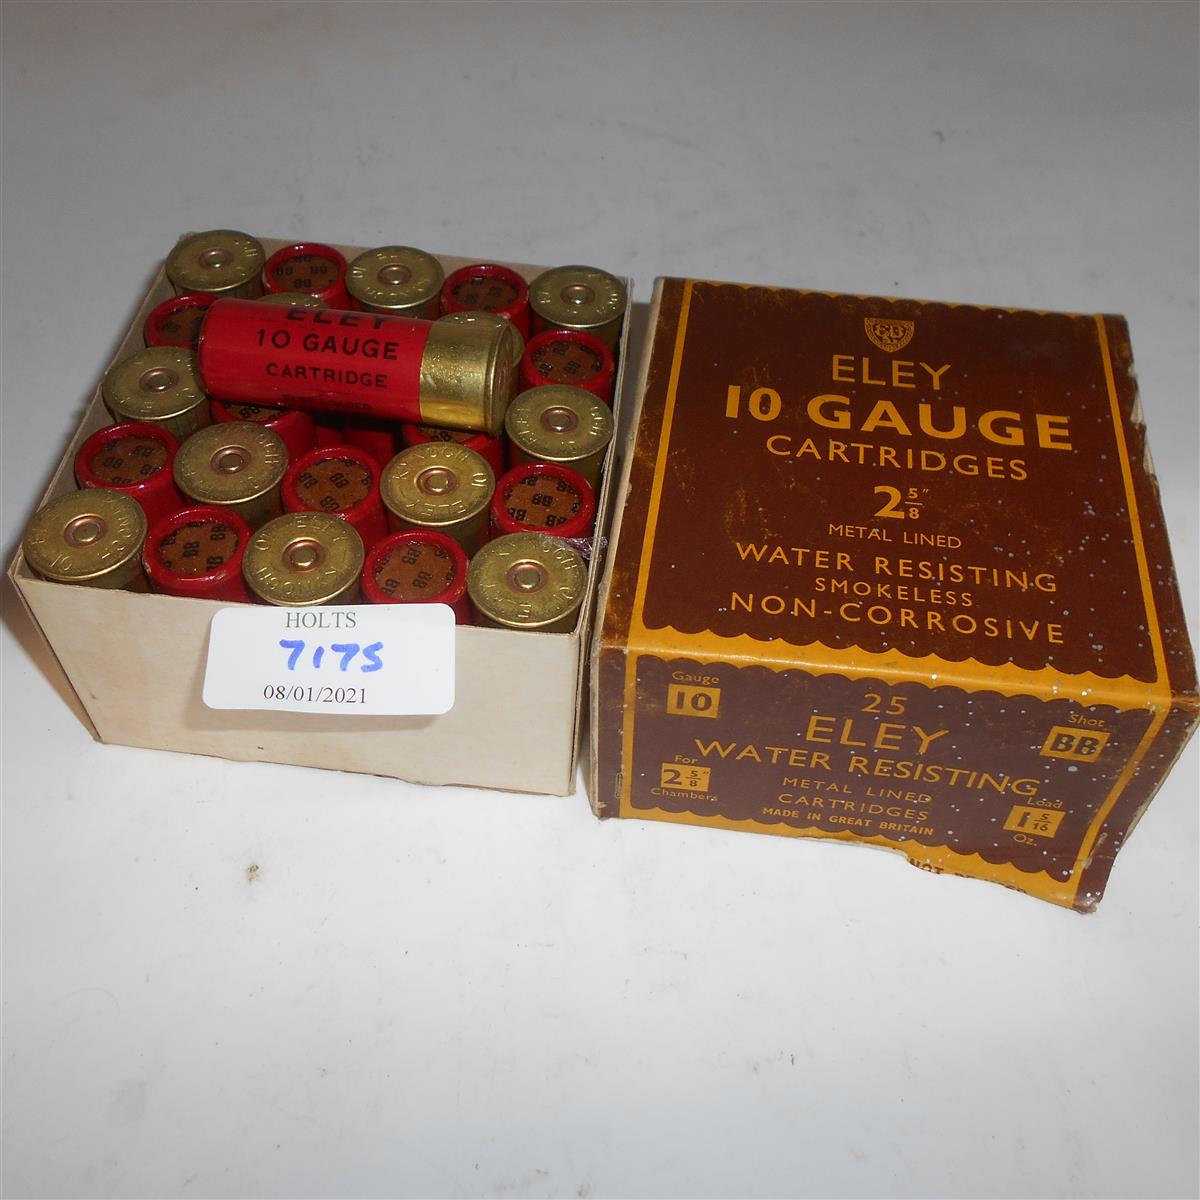 ELEY
10 GAUGE
CARTRIDGE
HOLTS
7175
08/01/2021
ELEY
10 GAUGE
CARTRIDGES
2 5/8"
METAL LINED
WATER RESISTING
SMOKELESS
NON-CORROSIVE
Gauge
10
For
2 5/8"
Chambers
25
ELEY
WATER RESISTING
METAL LINED
CARTRIDGES
MADE IN GREAT BRITAIN
Shot
BB
Load
1 5/16
Oz.